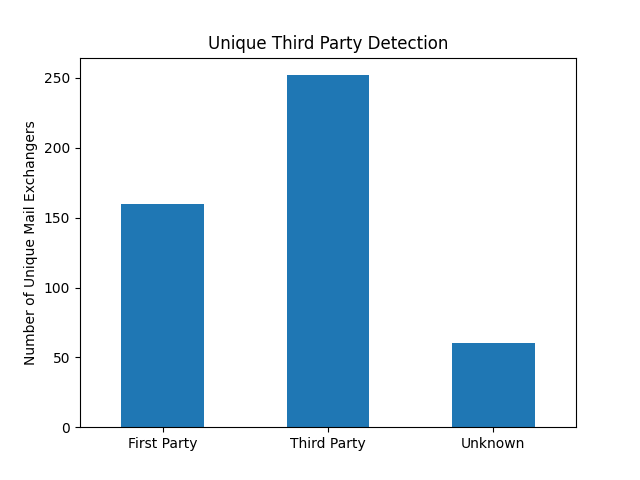 Unique Third Party Detection
Number of Unique Mail Exchangers
250
200
150
100
50
0
First Party
Third Party
Unknown